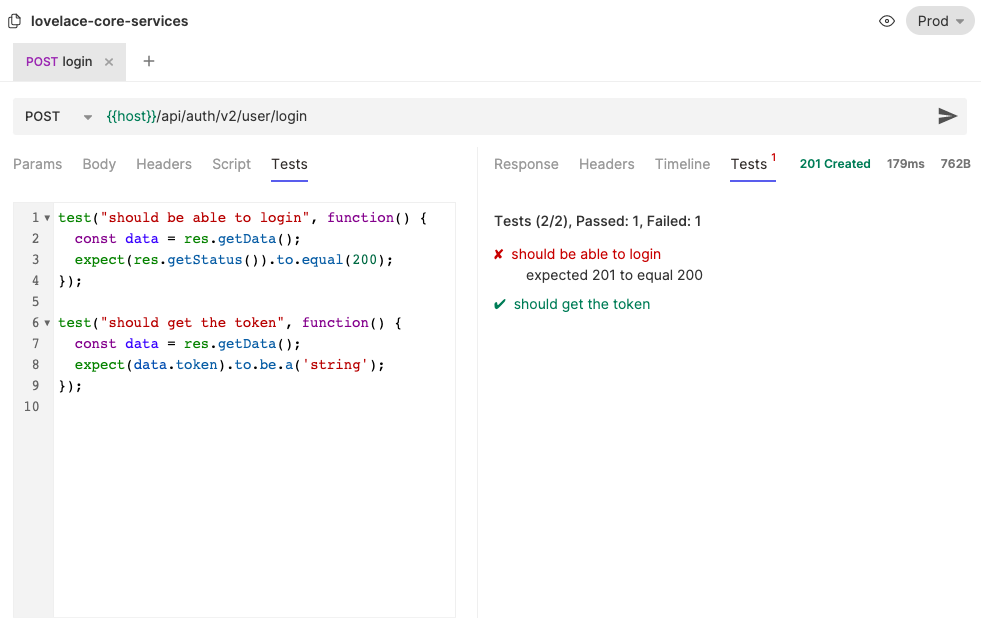 lovelace-core-services
Prod
POST login
POST {{host}}/api/auth/v2/user/login
Params Body Headers Script Tests
Response Headers Timeline Tests 1 201 Created 179ms 762B
1 test("should be able to login", function() {
2 const data = res.getData();
3 expect(res.getStatus()).to.equal(200);
4 });
5
6 test("should get the token", function() {
7 const data = res.getData();
8 expect(data.token).to.be.a('string');
9 });
10
Tests (2/2), Passed: 1, Failed: 1
✘ should be able to login
expected 201 to equal 200
✔ should get the token